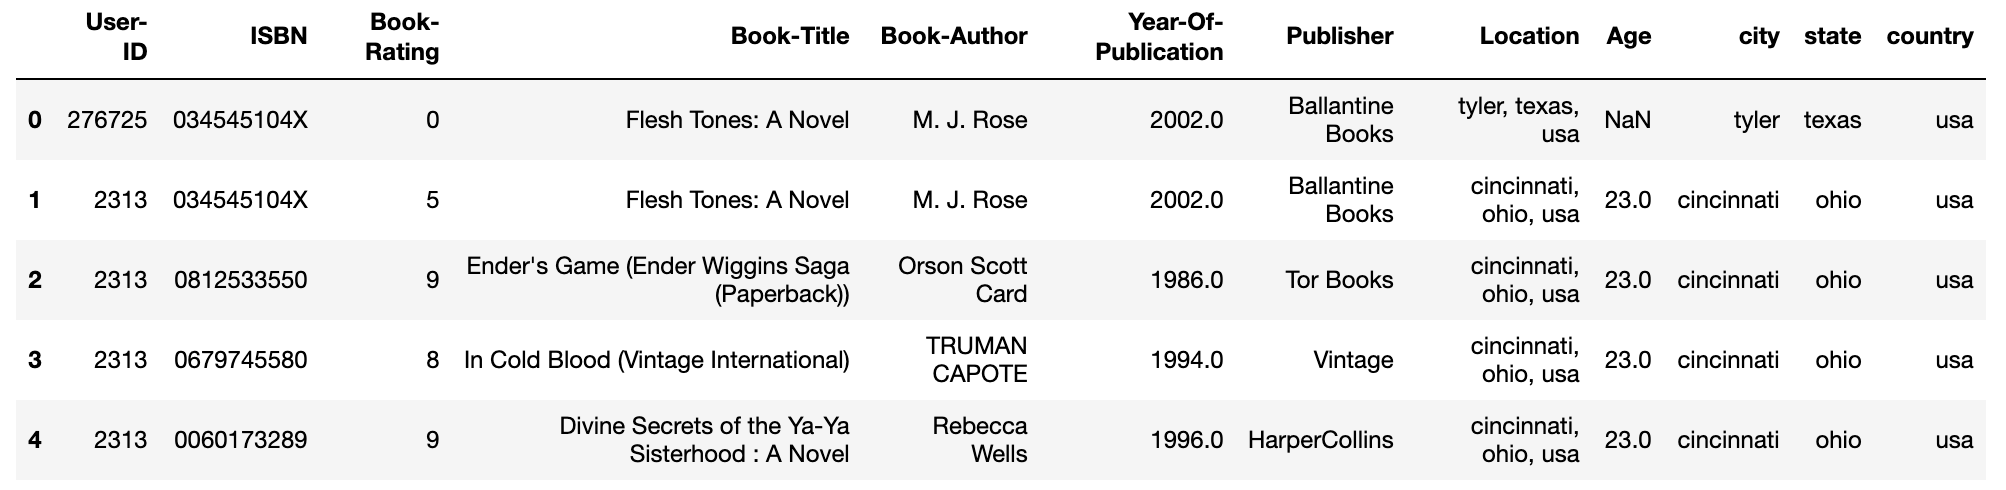 User-ID ISBN Book-Rating Book-Title Book-Author Year-Of-Publication Publisher Location Age city state country
0 276725 034545104X 0 Flesh Tones: A Novel M. J. Rose 2002.0 Ballantine Books tyler, texas, usa NaN tyler texas usa
1 2313 034545104X 5 Flesh Tones: A Novel M. J. Rose 2002.0 Ballantine Books cincinnati, ohio, usa 23.0 cincinnati ohio usa
2 2313 0812533550 9 Ender's Game (Ender Wiggins Saga (Paperback)) Orson Scott Card 1986.0 Tor Books cincinnati, ohio, usa 23.0 cincinnati ohio usa
3 2313 0679745580 8 In Cold Blood (Vintage International) TRUMAN CAPOTE 1994.0 Vintage cincinnati, ohio, usa 23.0 cincinnati ohio usa
4 2313 0060173289 9 Divine Secrets of the Ya-Ya Sisterhood : A Novel Rebecca Wells 1996.0 HarperCollins cincinnati, ohio, usa 23.0 cincinnati ohio usa